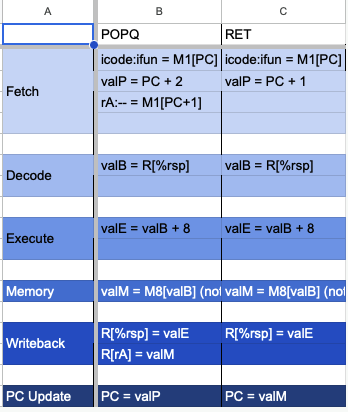 A B C
POPQ RET
Fetch icode:ifun = M1[PC] icode:ifun = M1[PC]
valP = PC + 2 valP = PC + 1
rA:-- = M1[PC+1]
Decode valB = R[%rsp] valB = R[%rsp]
Execute valE = valB + 8 valE = valB + 8
Memory valM = M8[valB] (not valM = M8[valB] (not
Writeback R[%rsp] = valE R[%rsp] = valE
R[rA] = valM
PC Update PC = valP PC = valM